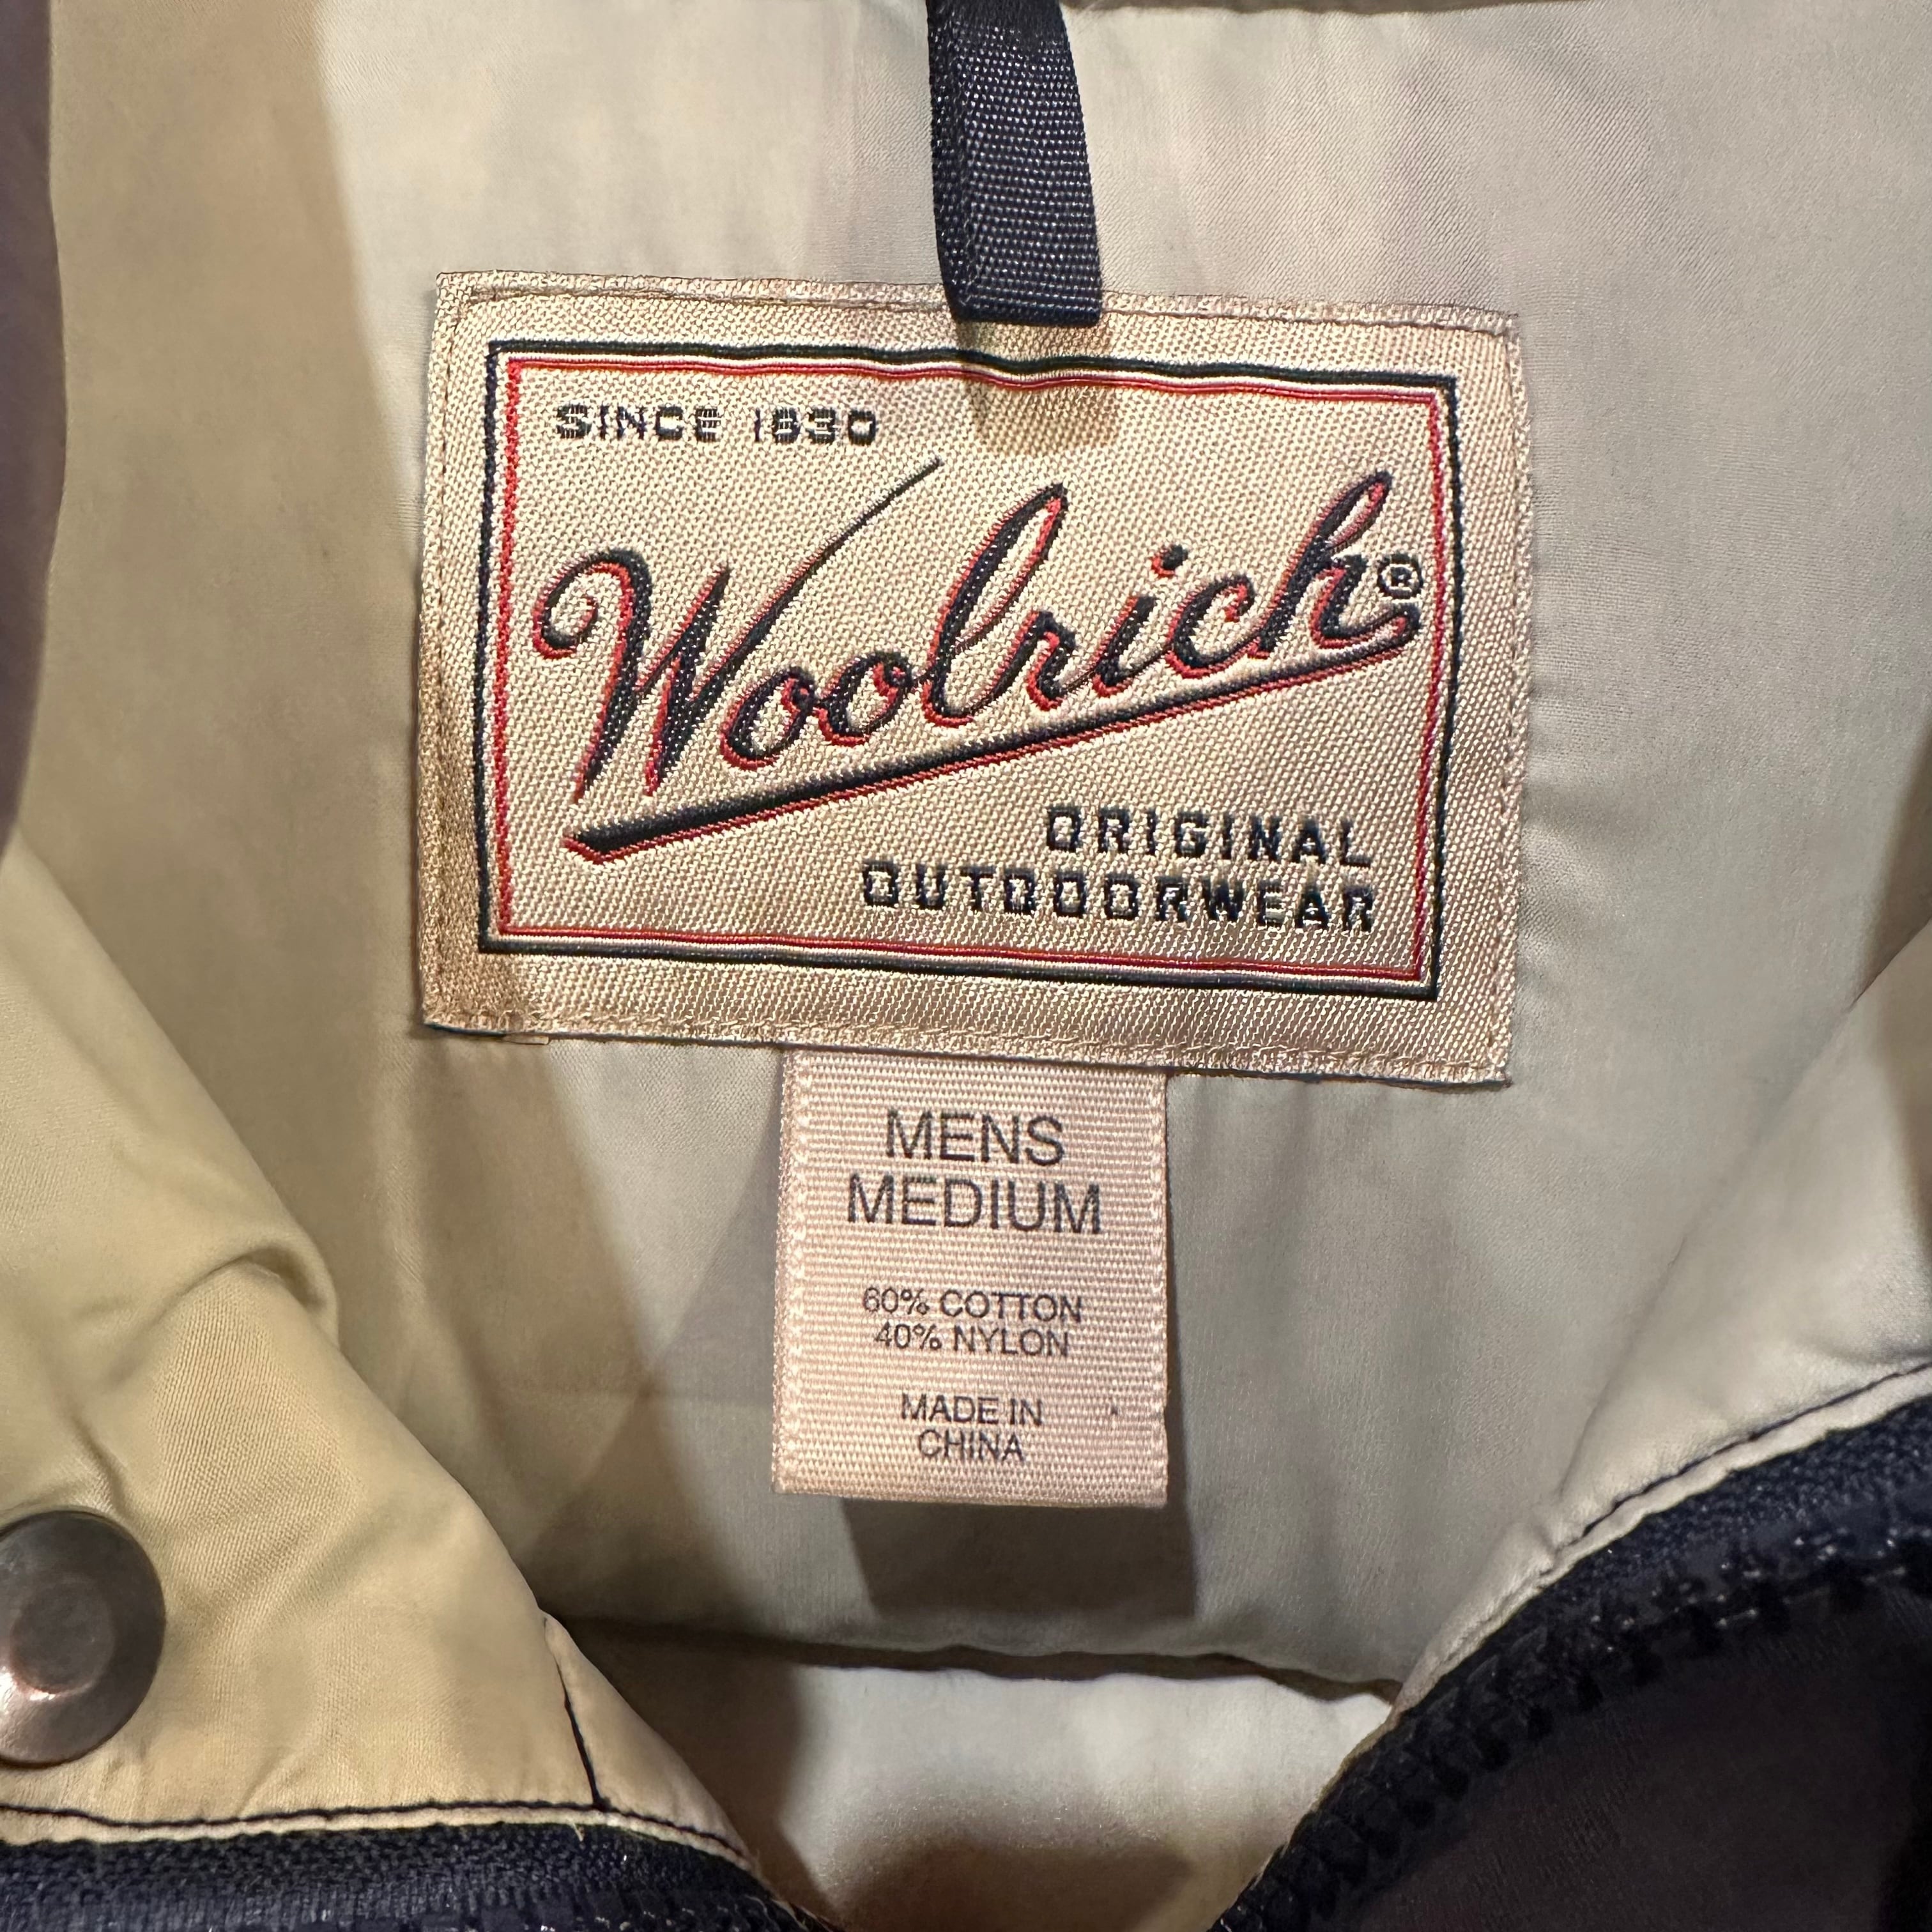 SINCE 1830
Woolrich®
ORIGINAL
OUTDOORWEAR
MENS
MEDIUM
60% COTTON
40% NYLON
MADE IN
CHINA